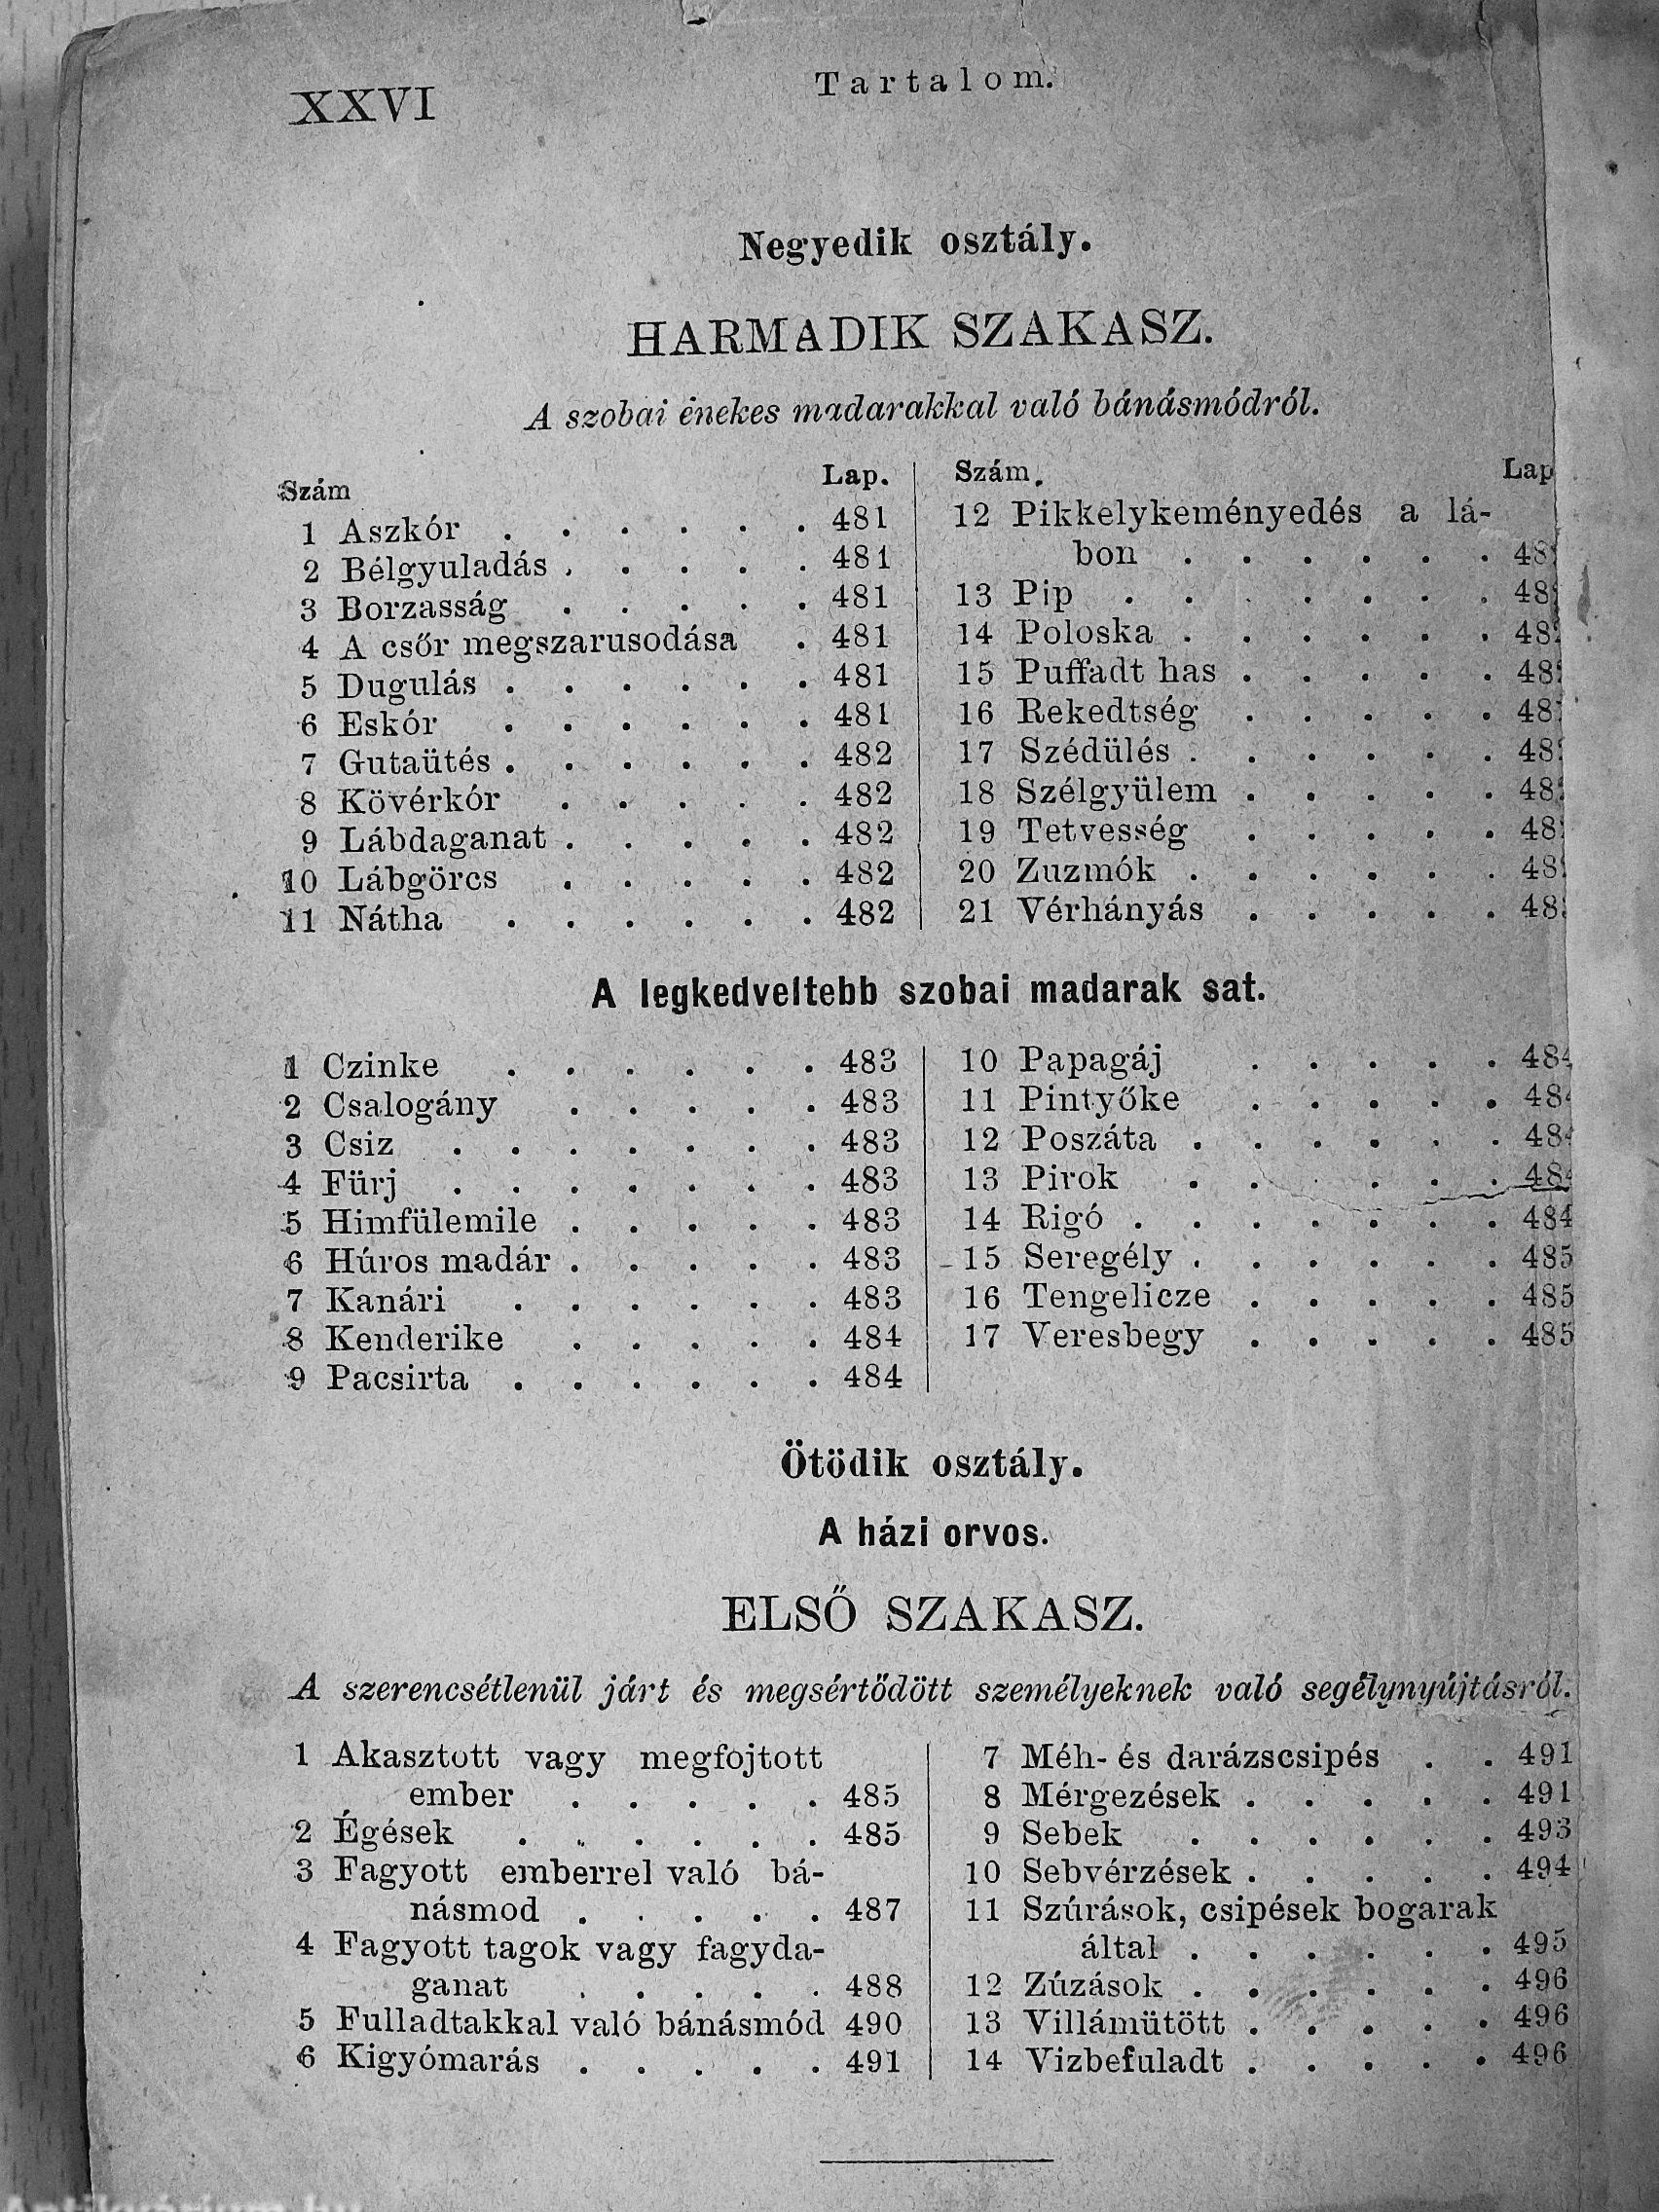 XXVI
Tartalom.
Negyedik osztály.
HARMADIK SZAKASZ.
A szobai énekes madarakkal való bánásmódról.
Szám Lap.
1 Aszkór . . . . . . 481
2 Bélgyuladás . . . . . 481
3 Borzasság . . . . . 481
4 A csőr megszarusodása . 481
5 Dugulás . . . . . . 481
6 Eskór . . . . . . 481
7 Gutaütés . . . . . . 482
8 Kövérkór . . . . . 482
9 Lábdaganat . . . . . 482
10 Lábgörcs . . . . . 482
11 Nátha . . . . . . 482
Szám. Lap
12 Pikkelykeményedés a lá-
bon . . . . . .
13 Pip . . . . . . .
14 Poloska . . . . . .
15 Puffadt has . . . . .
16 Rekedtség . . . . .
17 Szédülés . . . . . .
18 Szélgyülem . . . . .
19 Tetvesség . . . . .
20 Zuzmók . . . . . .
21 Vérhányás . . . . .
A legkedveltebb szobai madarak sat.
1 Czinke . . . . . . 483
2 Csalogány . . . . . 483
3 Csiz . . . . . . . 483
4 Fürj . . . . . . . 483
5 Himfülemile . . . . . 483
6 Húros madár . . . . . 483
7 Kanári . . . . . . 483
8 Kenderike . . . . . 484
9 Pacsirta . . . . . . 484
10 Papagáj . . . . . 484
11 Pintyőke . . . . . 484
12 Poszáta . . . . . . 484
13 Pirok . . . . . . 484
14 Rigó . . . . . . . 484
15 Seregély . . . . . . 485
16 Tengelicze . . . . . 485
17 Veresbegy . . . . . 485
Ötödik osztály.
A házi orvos.
ELSŐ SZAKASZ.
A szerencsétlenül járt és megsértődött személyeknek való segélynyújtásról.
1 Akasztott vagy megfojtott
ember . . . . . 485
2 Égések . . . . . . 485
3 Fagyott emberrel való bá-
násmod . . . . . 487
4 Fagyott tagok vagy fagyda-
ganat . . . . . 488
5 Fulladtakkal való bánásmód 490
6 Kigyómarás . . . . . 491
7 Méh- és darázscsipés . . 491
8 Mérgezések . . . . . 491
9 Sebek . . . . . . 493
10 Sebvérzések . . . . . 494
11 Szúrások, csipések bogarak
által . . . . . . 495
12 Zúzások . . . . . . 496
13 Villámütött . . . . . 496
14 Vizbefuladt . . . . . 496